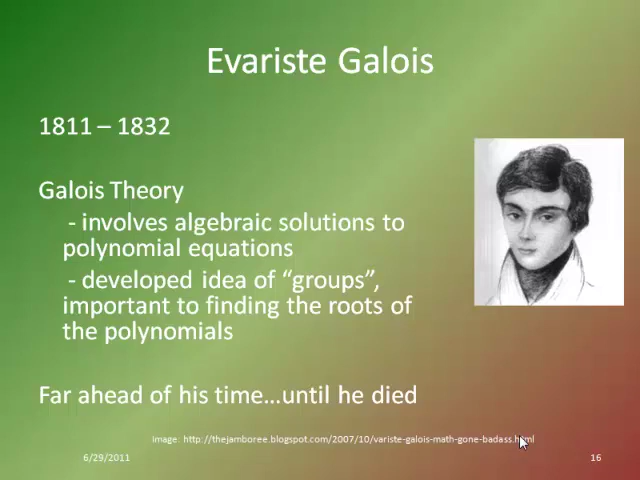 Evariste Galois
1811 – 1832
Galois Theory
- involves algebraic solutions to
polynomial equations
- developed idea of “groups”,
important to finding the roots of
the polynomials
Far ahead of his time…until he died
Image: http://thejamboree.blogspot.com/2007/10/variste-galois-math-gone-badass.html
6/29/2011
16